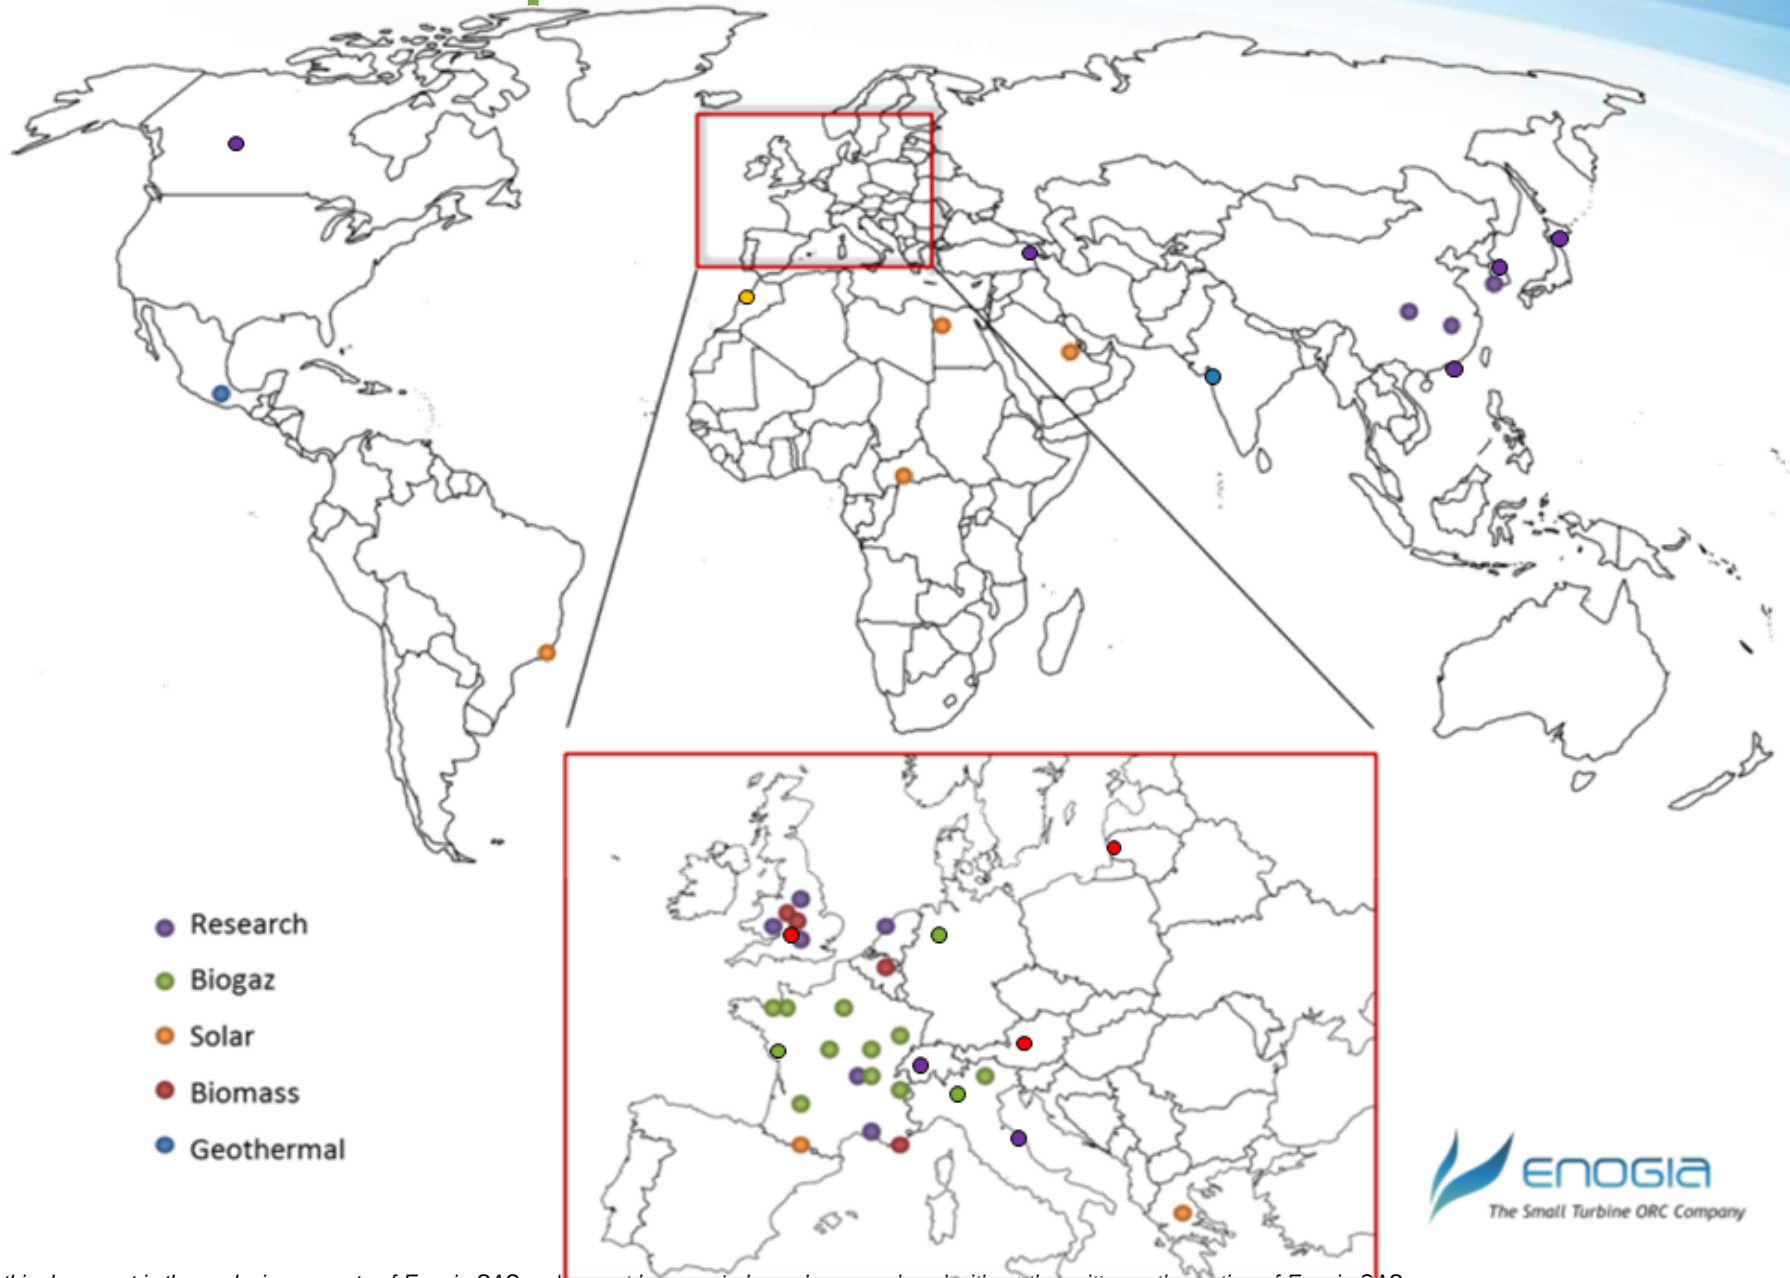 Research
Biogaz
Solar
Biomass
Geothermal
ENOGIA
The Small Turbine ORC Company